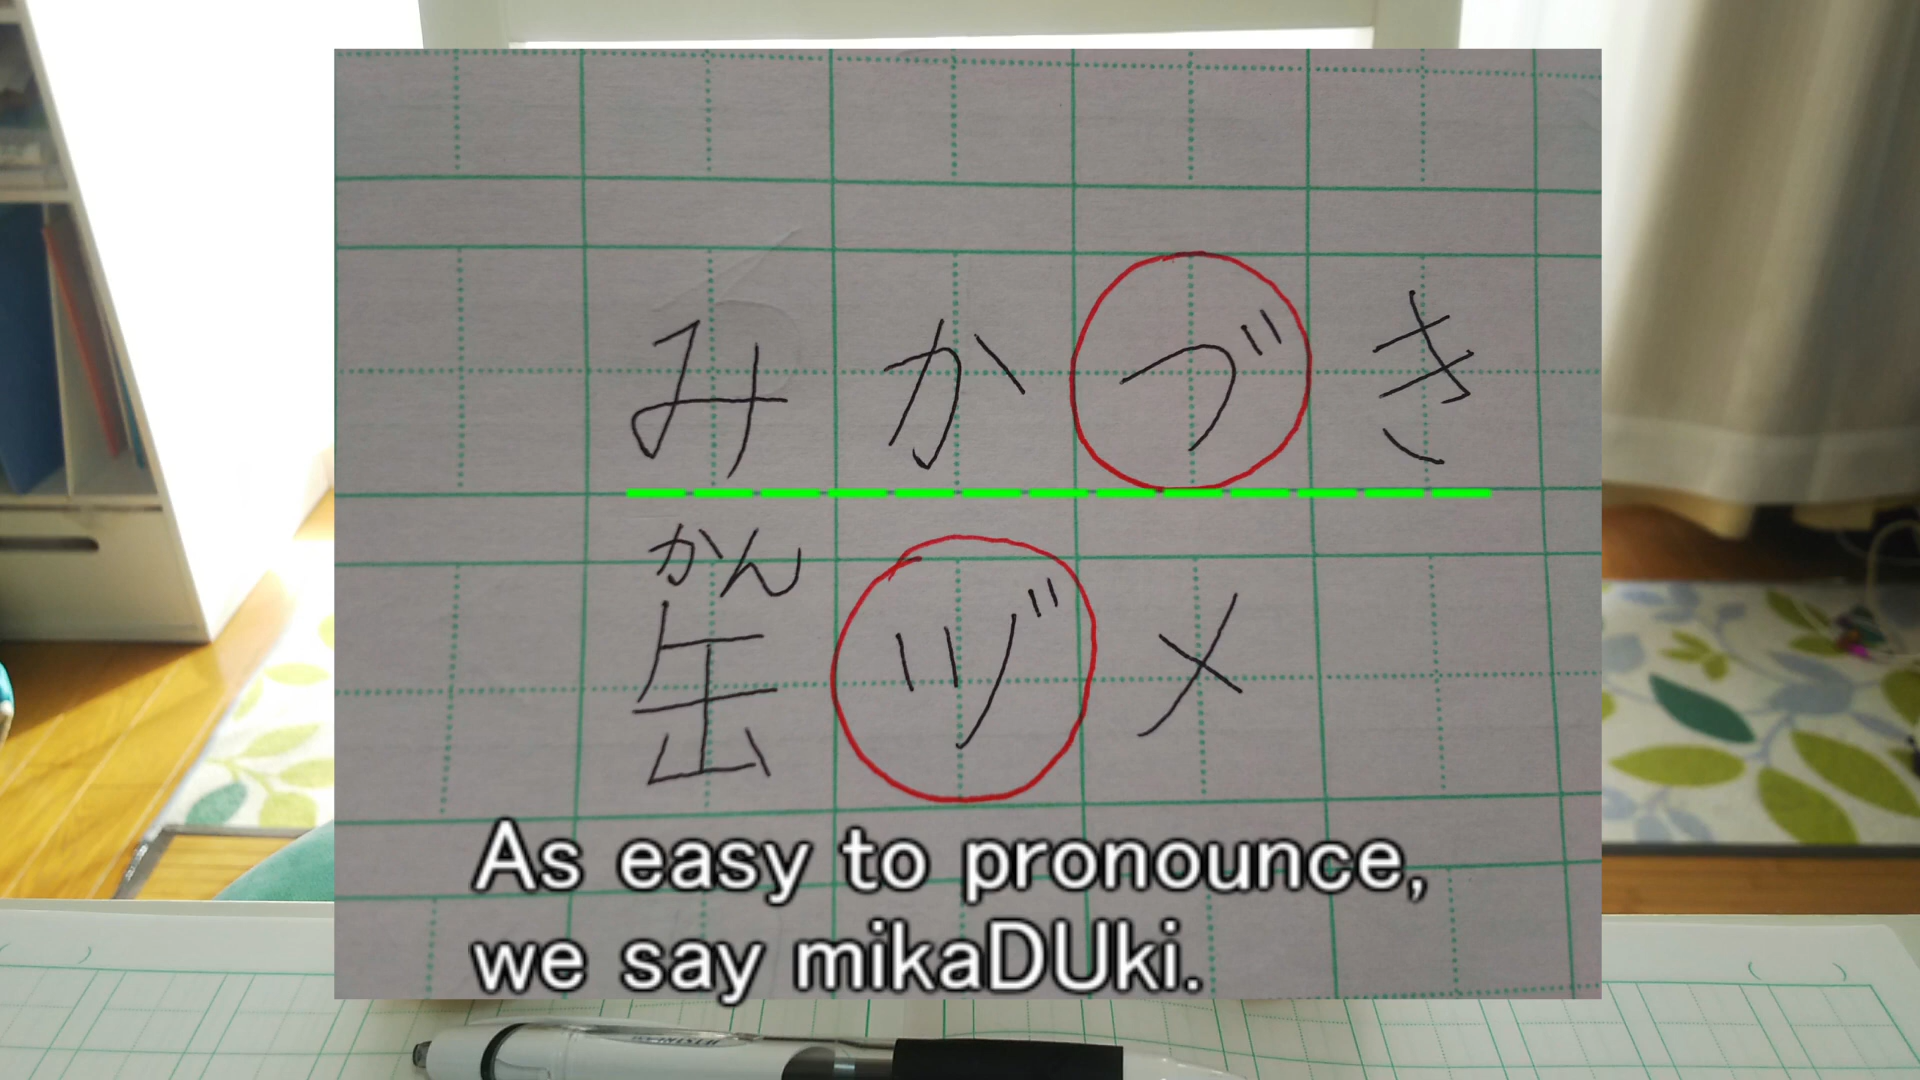 みかづき
かん
缶ヅメ
As easy to pronounce,
we say mikaDUki.